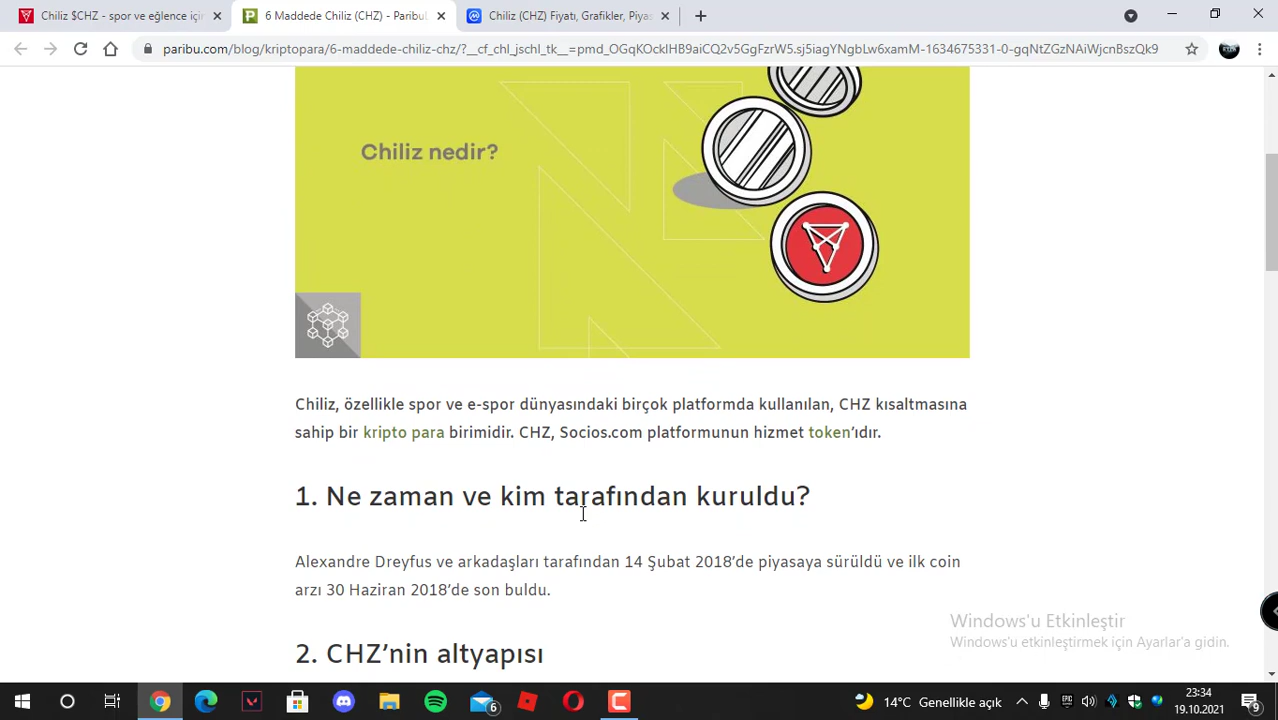 Chiliz $CHZ - spor ve eğlence için
6 Maddede Chiliz (CHZ) - Paribu
Chiliz (CHZ) Fiyatı, Grafikler, Piyas
paribu.com/blog/kriptopara/6-maddede-chiliz-chz/?__cf_chl_jschl_tk__=pmd_OGqKOcklHB9aiCQ2v5GgFzrW5.sj5iagYNgbLw6xamM-1634675331-0-gqNtZGzNAiWjcnBszQk9
Chiliz nedir?
Chiliz, özellikle spor ve e-spor dünyasındaki birçok platformda kullanılan, CHZ kısaltmasına
sahip bir kripto para birimidir. CHZ, Socios.com platformunun hizmet token'ıdır.
1. Ne zaman ve kim tarafından kuruldu?
Alexandre Dreyfus ve arkadaşları tarafından 14 Şubat 2018'de piyasaya sürüldü ve ilk coin
arzı 30 Haziran 2018'de son buldu.
Windows'u Etkinleştir
Windows'u etkinleştirmek için Ayarlar'a gidin.
2. CHZ'nin altyapısı
6
14°C Genellikle açık
EPIC
23:34
19.10.2021
9